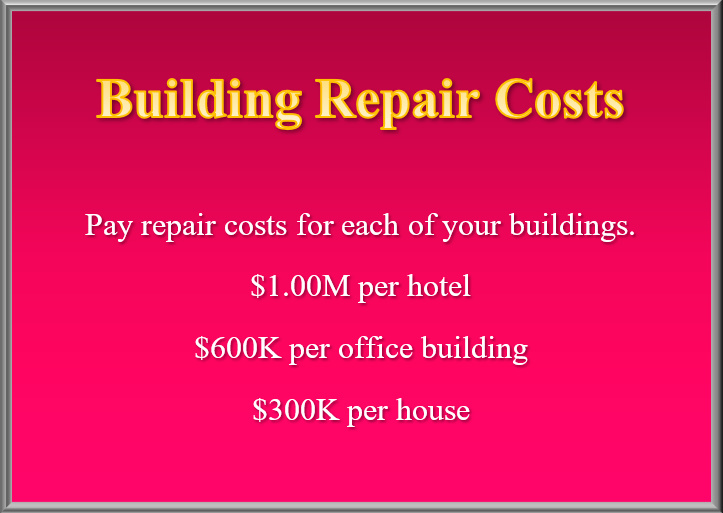 Building Repair Costs
Pay repair costs for each of your buildings.
$1.00M per hotel
$600K per office building
$300K per house